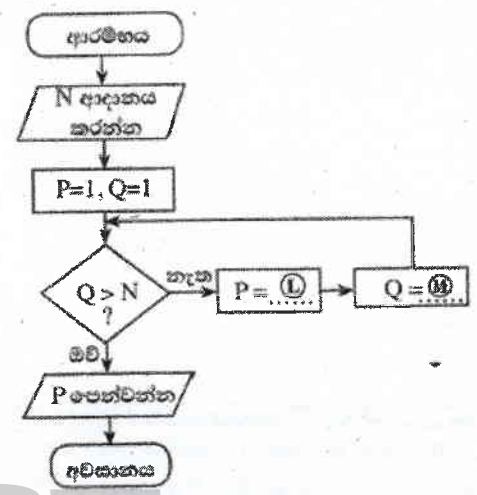 ආරම්භය
N ආදානය
කරන්න
P=1, Q=1
Q > N
?
නැත
P = Ⓛ
Q = Ⓜ
ඔව්
P පෙන්වන්න
අවසානය